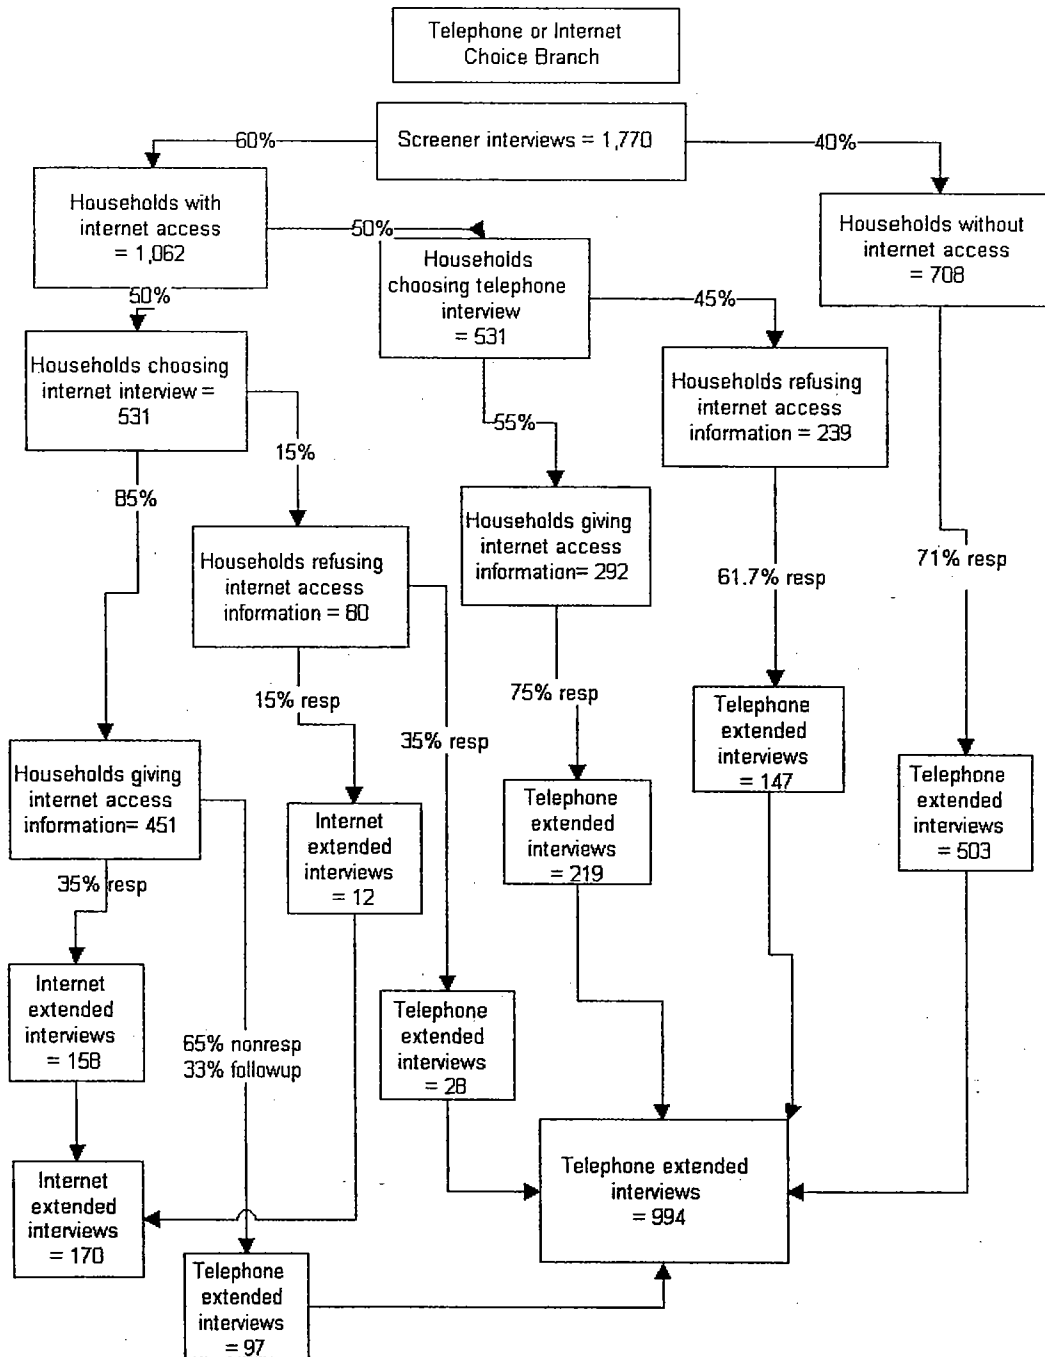 Telephone or Internet
Choice Branch
Screener interviews = 1,770
60%
40%
Households with
internet access
= 1,062
50%
Households
choosing telephone
interview
= 531
Households without
internet access
= 708
50%
45%
Households choosing
internet interview =
531
Households refusing
internet access
information = 239
55%
15%
85%
Households giving
internet access
information= 292
Households refusing
internet access
information = 80
61.7% resp
71% resp
15% resp
75% resp
35% resp
Telephone
extended
interviews
= 147
Households giving
internet access
information= 451
Telephone
extended
interviews
= 503
Internet
extended
interviews
= 12
Telephone
extended
interviews
= 219
35% resp
Internet
extended
interviews
= 158
65% nonresp
33% followup
Telephone
extended
interviews
= 28
Internet
extended
interviews
= 170
Telephone extended
interviews
= 994
Telephone
extended
interviews
= 97